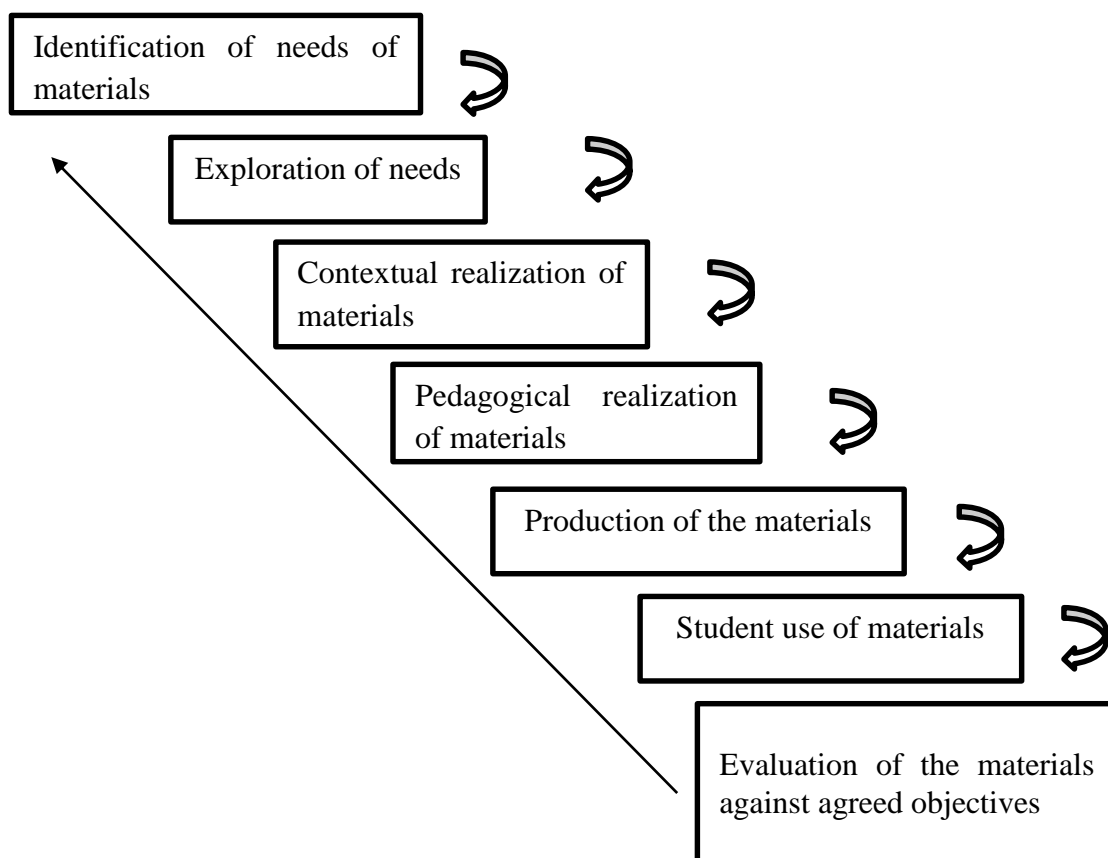 Identification of needs of
materials
Exploration of needs
Contextual realization of
materials
Pedagogical realization
of materials
Production of the materials
Student use of materials
Evaluation of the materials
against agreed objectives